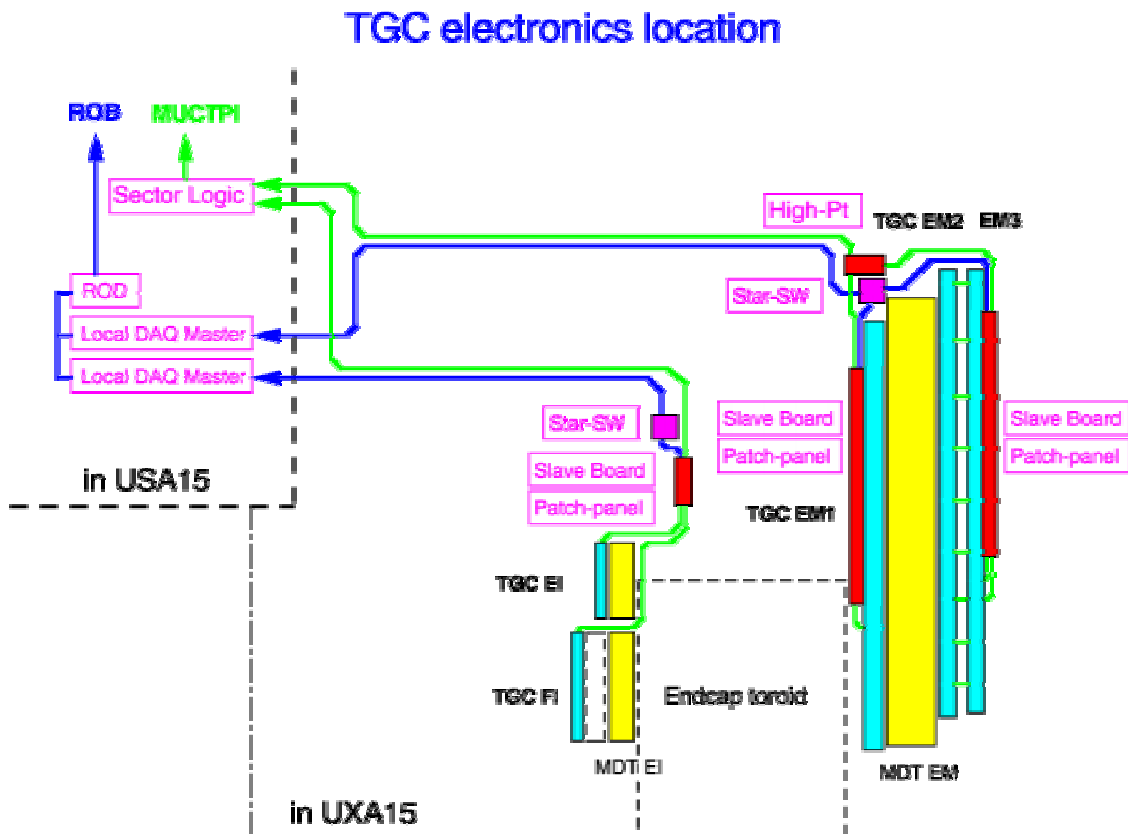 TGC electronics location
ROB MUCTPI
Sector Logic
High-Pt
TGC EM2 EM3
ROD
Star-SW
Local DAQ Master
Local DAQ Master
Star-SW
Slave Board
Patch-panel
Slave Board
Patch-panel
Slave Board
Patch-panel
in USA15
TGC EM1
TGC EI
TGC FI
Endcap toroid
MDT EI
MDT EM
in UXA15